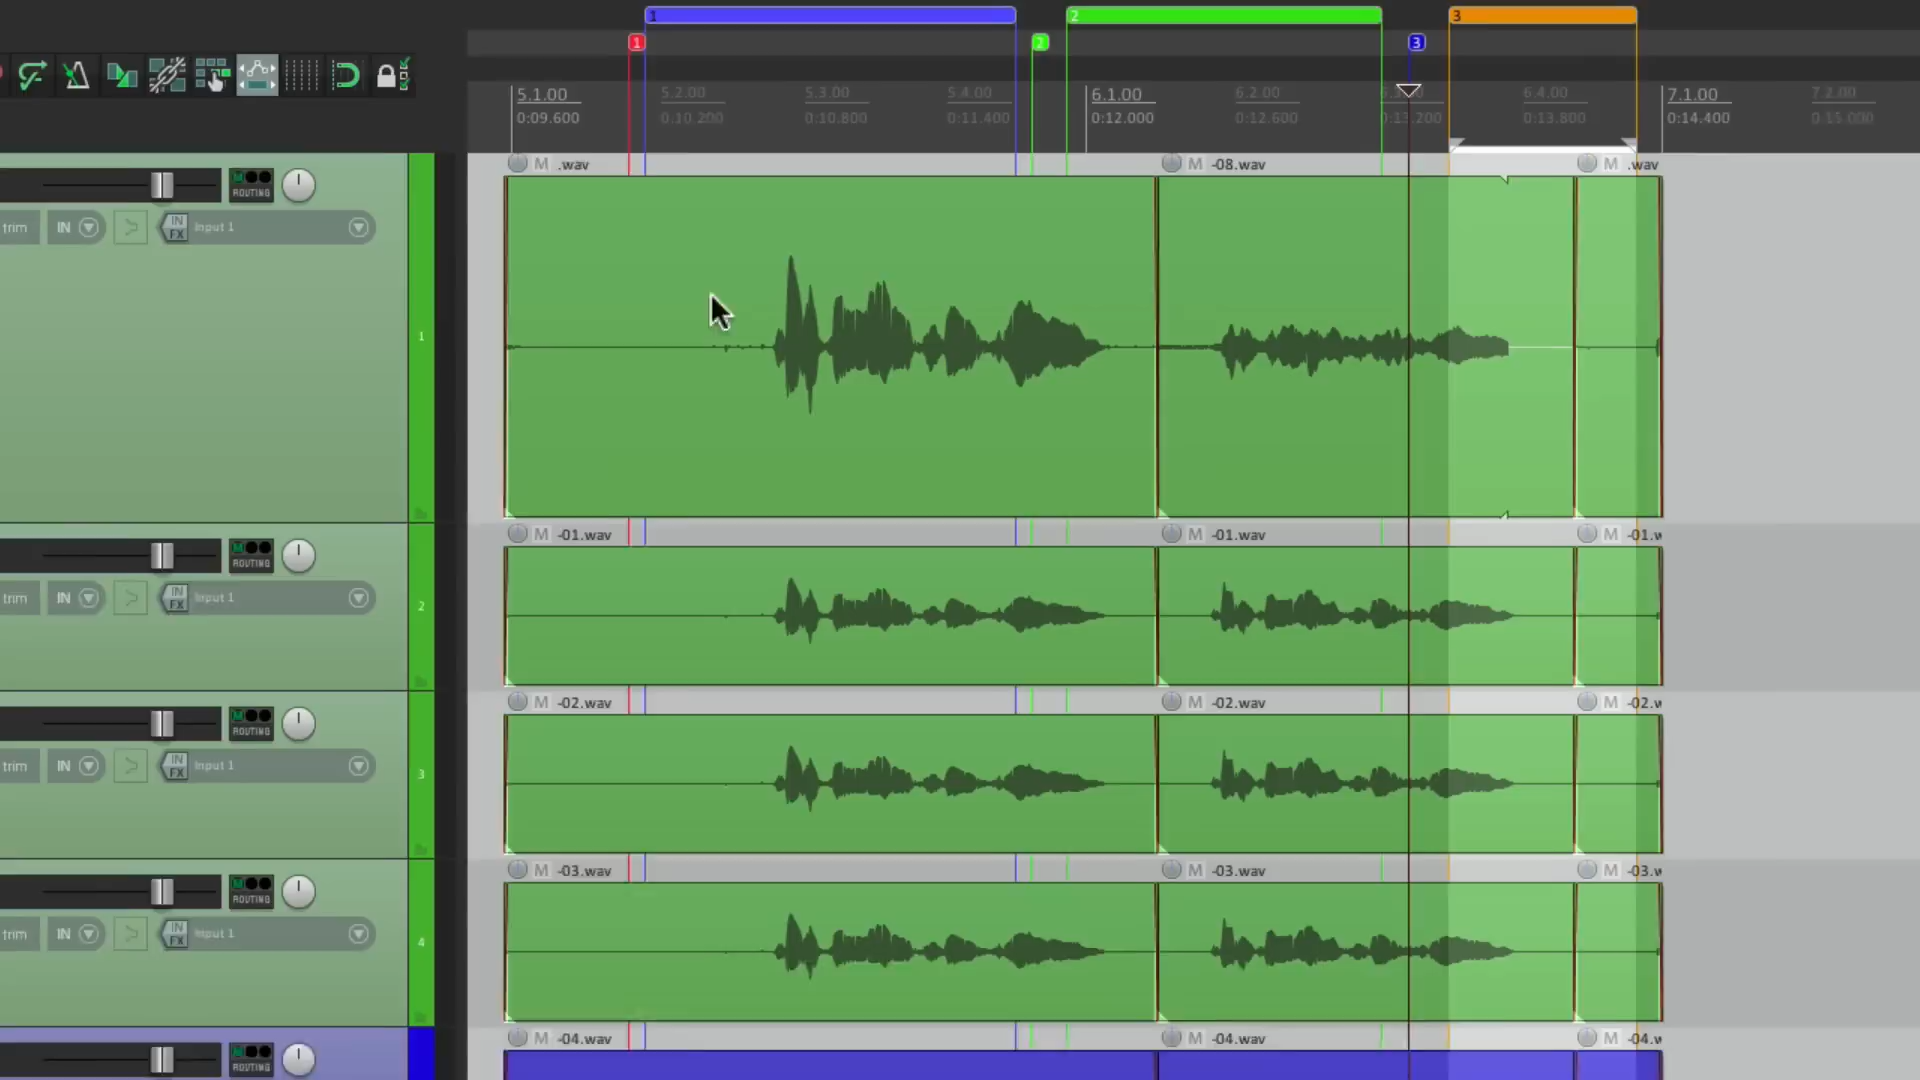 1 2 3
1 2 3
5.1.00 5.2.00 5.3.00 5.4.00 6.1.00 6.2.00 6.4.00 7.1.00 7.2.00
0:09.600 0:10.200 0:10.800 0:11.400 0:12.000 0:12.600 0:13.200 0:13.800 0:14.400 0:15.000
M .wav M -08.wav M .wav
ROUTING
trim IN IN FX Input 1
1
M -01.wav M -01.wav M -01.w
ROUTING
trim IN IN FX Input 1
2
M -02.wav M -02.wav M -02.w
ROUTING
trim IN IN FX Input 1
3
M -03.wav M -03.wav M -03.w
ROUTING
trim IN IN FX Input 1
4
M -04.wav M -04.wav M -04.w
ROUTING